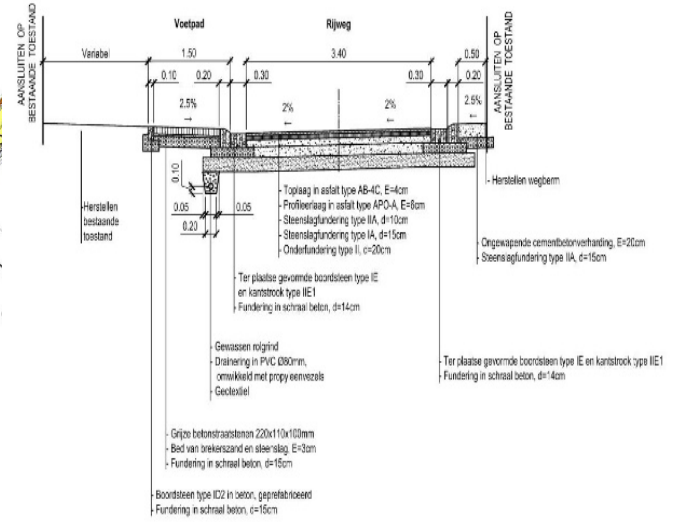 Voetpad
Rijweg
AANSLUITEN OP
BESTAANDE TOESTAND
Variabel
1.50
3.40
0.50
AANSLUITEN OP
BESTAANDE TOESTAND
0.10
0.20
0.30
0.30
0.20
2.5%
2%
2%
2.5%
0.10
0.05
0.05
0.20
Herstellen
bestaande
toestand
Toplaag in asfalt type AB-4C, E=4cm
Profileerlaag in asfalt type APO-A, E=8cm
Steenslagfundering type IIA, d=10cm
Steenslagfundering type IA, d=15cm
Onderfundering type II, d=20cm
Herstellen wegberm
Ongewapende cementbetonverharding, E=20cm
Steenslagfundering type IIA, d=15cm
Ter plaatse gevormde boordsteen type IE
en kantstrook type IIE1
Fundering in schraal beton, d=14cm
Gewassen rolgrind
Drainering in PVC Ø80mm,
omwikkeld met propyleenvezels
Geotextiel
Ter plaatse gevormde boordsteen type IE en kantstrook type IIE1
Fundering in schraal beton, d=14cm
Grijze betonstraatstenen 220x110x100mm
Bed van brekerszand en steenslag, E=3cm
Fundering in schraal beton, d=15cm
Boordsteen type ID2 in beton, geprefabriceerd
Fundering in schraal beton, d=15cm